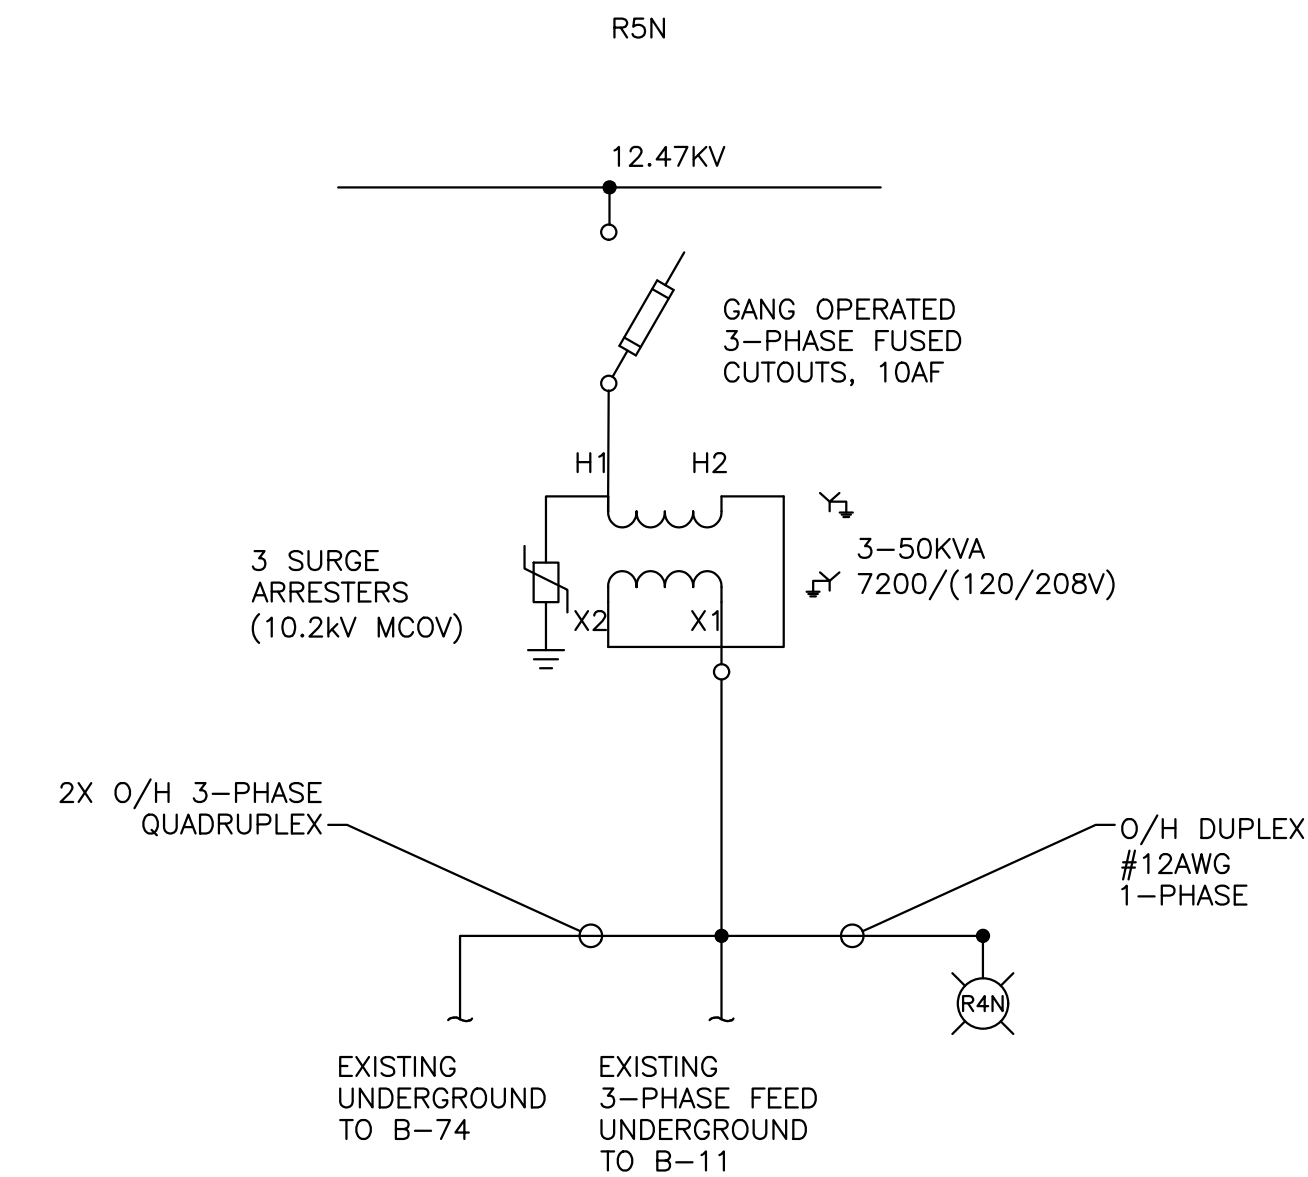 R5N
12.47KV
GANG OPERATED
3-PHASE FUSED
CUTOUTS, 10AF
H1
H2
3 SURGE
ARRESTERS
(10.2kV MCOV)
3-50KVA
7200/(120/208V)
X2
X1
2X O/H 3-PHASE
QUADRUPLEX
O/H DUPLEX
#12AWG
1-PHASE
R4N
EXISTING
UNDERGROUND
TO B-74
EXISTING
3-PHASE FEED
UNDERGROUND
TO B-11